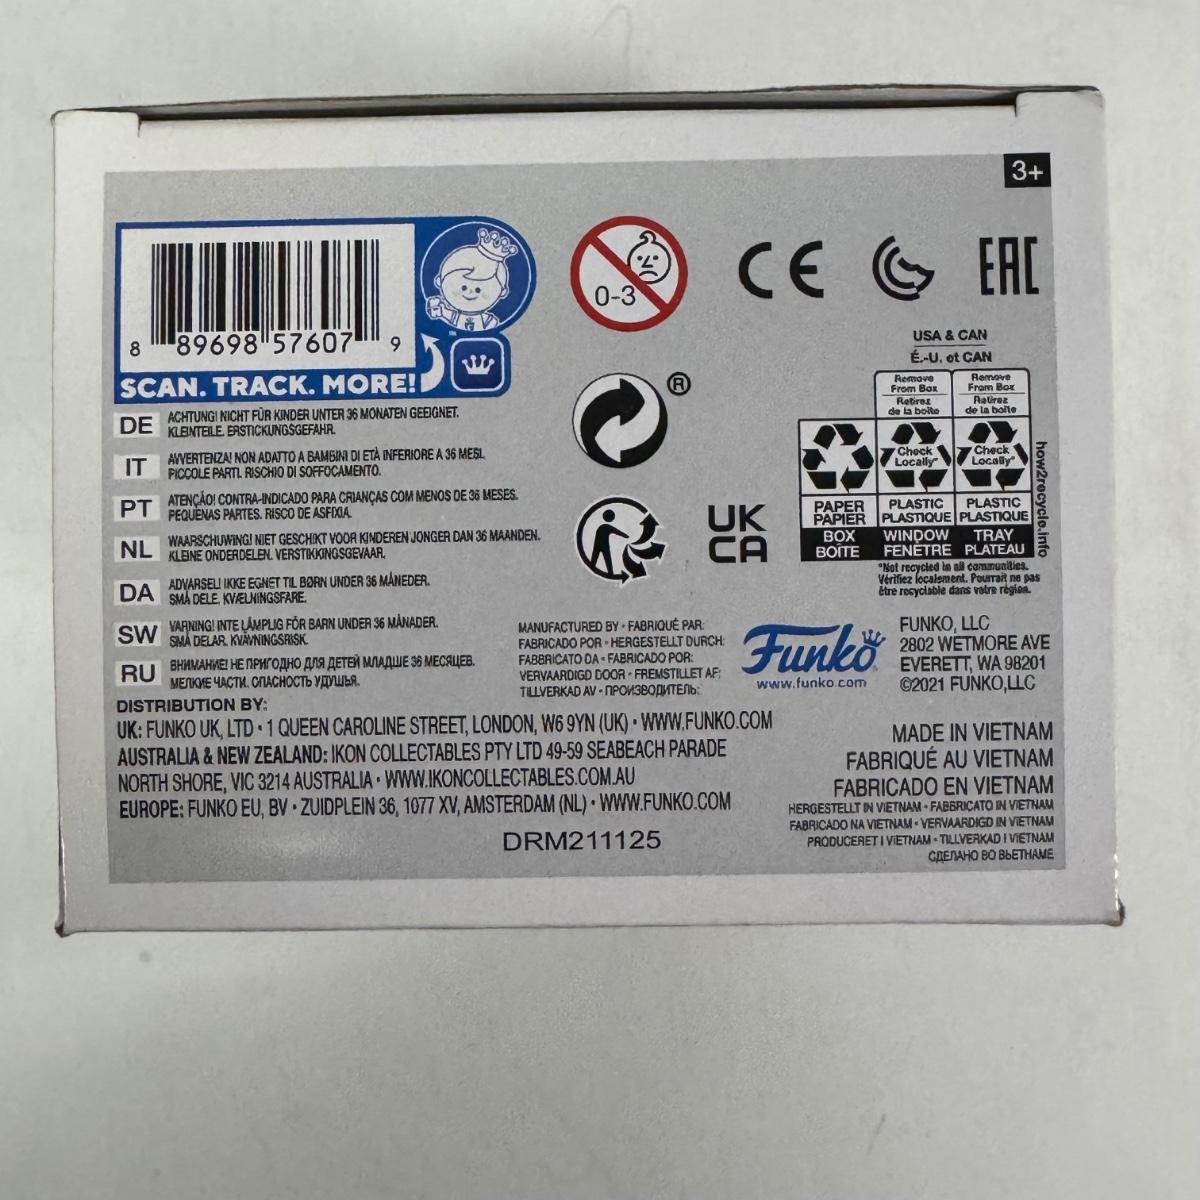 3+
8 89698 57607 9
SCAN. TRACK. MORE!
0-3
CE
EAC
®
UK
CA
USA & CAN
É.-U. et CAN
Remove From Box
Retirez de la boîte
Remove From Box
Retirez de la boîte
Check Locally*
Check Locally*
PAPER PAPIER
PLASTIC PLASTIQUE
PLASTIC PLASTIQUE
BOX BOÎTE
WINDOW FENÊTRE
TRAY PLATEAU
how2recycle.info
*Not recycled in all communities.
Vérifiez localement. Pourrait ne pas
être recyclable dans votre région.
DE ACHTUNG! NICHT FÜR KINDER UNTER 36 MONATEN GEEIGNET.
KLEINTEILE. ERSTICKUNGSGEFAHR.
IT AVVERTENZA! NON ADATTO A BAMBINI DI ETÀ INFERIORE A 36 MESI.
PICCOLE PARTI. RISCHIO DI SOFFOCAMENTO.
PT ATENÇÃO! CONTRA-INDICADO PARA CRIANÇAS COM MENOS DE 36 MESES.
PEQUENAS PARTES. RISCO DE ASFIXIA.
NL WAARSCHUWING! NIET GESCHIKT VOOR KINDEREN JONGER DAN 36 MAANDEN.
KLEINE ONDERDELEN. VERSTIKKINGSGEVAAR.
DA ADVARSEL! IKKE EGNET TIL BØRN UNDER 36 MÅNEDER.
SMÅ DELE. KVÆLNINGSFARE.
SW VARNING! INTE LÄMPLIG FÖR BARN UNDER 36 MÅNADER.
SMÅ DELAR. KVÄVNINGSRISK.
RU ВНИМАНИЕ! НЕ ПРИГОДНО ДЛЯ ДЕТЕЙ МЛАДШЕ 36 МЕСЯЦЕВ.
МЕЛКИЕ ЧАСТИ. ОПАСНОСТЬ УДУШЬЯ.
MANUFACTURED BY • FABRIQUÉ PAR:
FABRICADO POR • HERGESTELLT DURCH:
FABBRICATO DA • FABRICADO POR:
VERVAARDIGD DOOR • FREMSTILLET AF:
TILLVERKAD AV • ПРОИЗВОДИТЕЛЬ:
Funko
www.funko.com
FUNKO, LLC
2802 WETMORE AVE
EVERETT, WA 98201
©2021 FUNKO,LLC
DISTRIBUTION BY:
UK: FUNKO UK, LTD • 1 QUEEN CAROLINE STREET, LONDON, W6 9YN (UK) • WWW.FUNKO.COM
AUSTRALIA & NEW ZEALAND: IKON COLLECTABLES PTY LTD 49-59 SEABEACH PARADE
NORTH SHORE, VIC 3214 AUSTRALIA • WWW.IKONCOLLECTABLES.COM.AU
EUROPE: FUNKO EU, BV • ZUIDPLEIN 36, 1077 XV, AMSTERDAM (NL) • WWW.FUNKO.COM
DRM211125
MADE IN VIETNAM
FABRIQUÉ AU VIETNAM
FABRICADO EN VIETNAM
HERGESTELLT IN VIETNAM • FABBRICATO IN VIETNAM
FABRICADO NA VIETNAM • VERVAARDIGD IN VIETNAM
PRODUCERET I VIETNAM • TILLVERKAD I VIETNAM
СДЕЛАНО ВО ВЬЕТНАМЕ